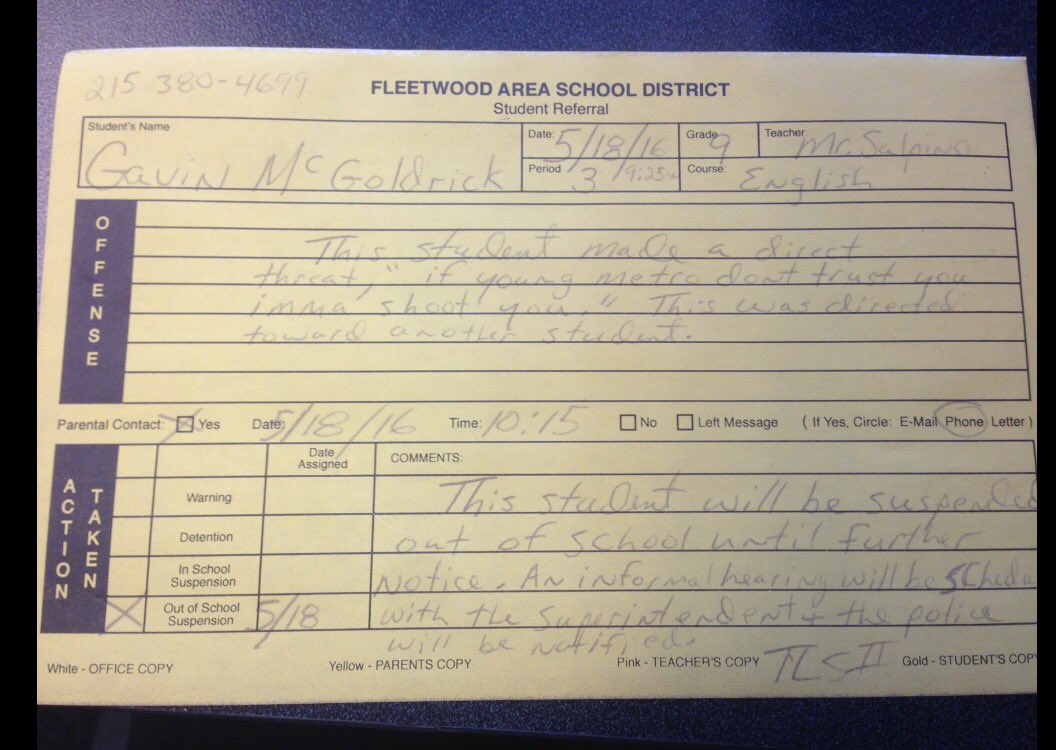 215 380-4699
FLEETWOOD AREA SCHOOL DISTRICT
Student Referral
Student's Name Gavin McGoldrick
Date: 5/18/16 Grade 9 Teacher Mr. Salpino
Period 3 / 9:25 Course: English
OFFENSE
This student made a direct
threat, " if young metro dont trust you
imma shoot you." This was directed
toward another student.
Parental Contact: Yes Date: 5/18/16 Time: 10:15 No Left Message ( If Yes, Circle: E-Mail Phone Letter )
ACTION TAKEN
Date Assigned
COMMENTS:
Warning
Detention
In School Suspension
X Out of School Suspension 5/18
This student will be suspended
out of school until further
notice. An informal hearing will be schedu
with the superintendent + the police
will be notified.
TLS II
White - OFFICE COPY Yellow - PARENTS COPY Pink - TEACHER'S COPY Gold - STUDENT'S COPY